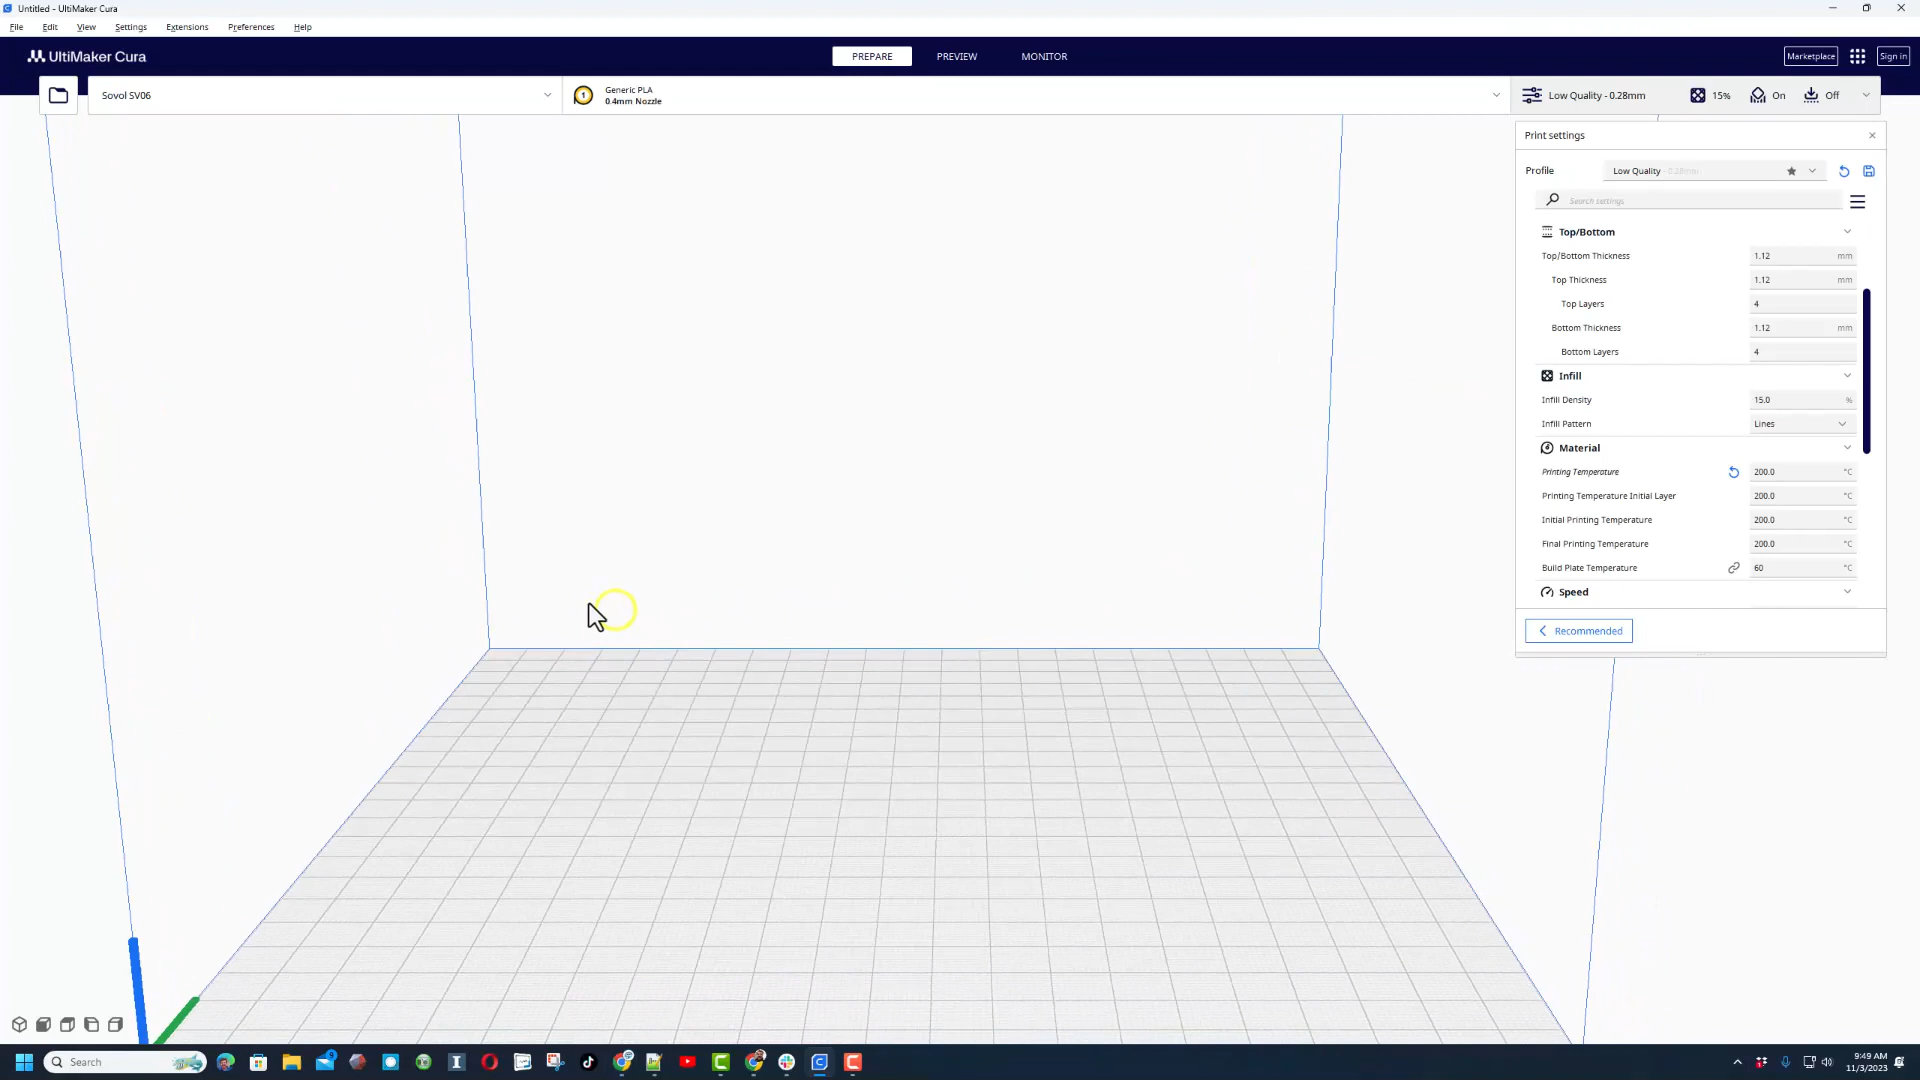 Untitled - UltiMaker Cura
File Edit View Settings Extensions Preferences Help
UltiMaker Cura
PREPARE PREVIEW MONITOR
Marketplace
Sign in
Sovol SV06
1
Generic PLA
0.4mm Nozzle
Low Quality - 0.28mm
15%
On
Off
Print settings
Profile
Low Quality - 0.28mm
Search settings
Top/Bottom
Top/Bottom Thickness 1.12 mm
Top Thickness 1.12 mm
Top Layers 4
Bottom Thickness 1.12 mm
Bottom Layers 4
Infill
Infill Density 15.0 %
Infill Pattern Lines
Material
Printing Temperature 200.0 °C
Printing Temperature Initial Layer 200.0 °C
Initial Printing Temperature 200.0 °C
Final Printing Temperature 200.0 °C
Build Plate Temperature 60 °C
Speed
Recommended
Search
9:49 AM
11/3/2023